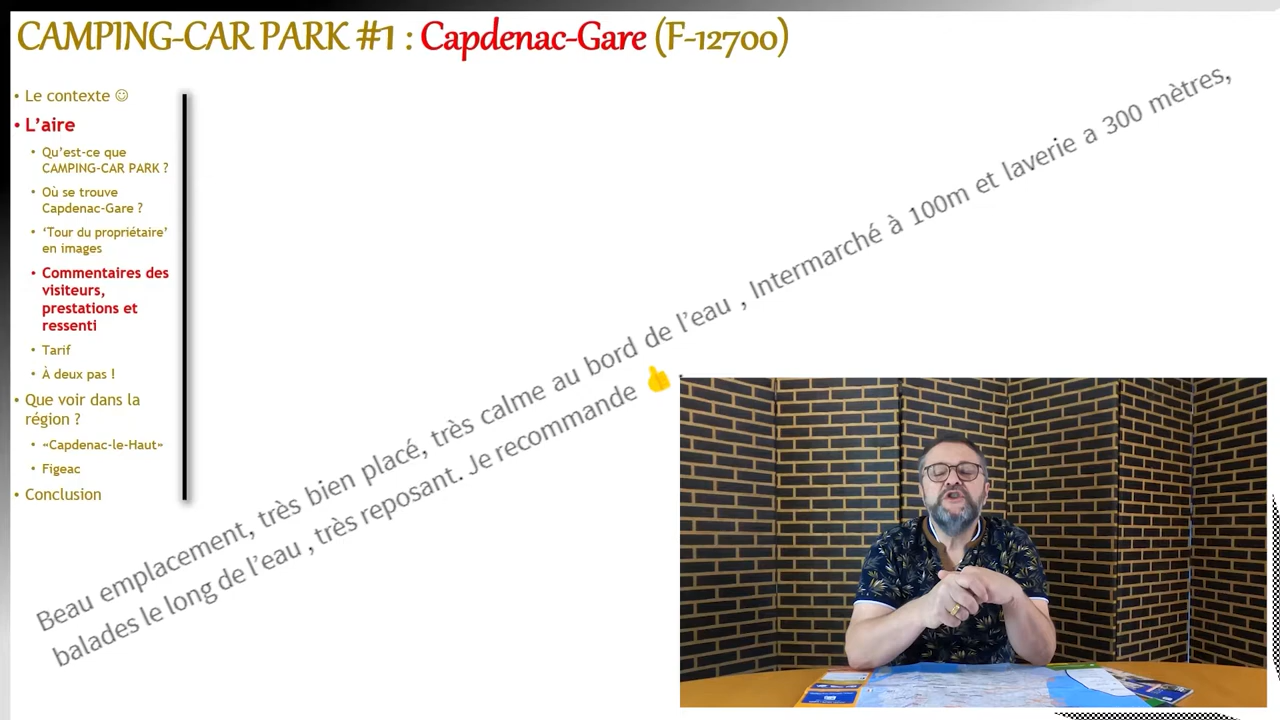 CAMPING-CAR PARK #1 : Capdenac-Gare (F-12700)
• Le contexte ☺
• L’aire
• Qu’est-ce que
CAMPING-CAR PARK ?
• Où se trouve
Capdenac-Gare ?
• ‘Tour du propriétaire’
en images
• Commentaires des
visiteurs,
prestations et
ressenti
• Tarif
• À deux pas !
• Que voir dans la
région ?
• «Capdenac-le-Haut»
• Figeac
• Conclusion
Beau emplacement, très bien placé, très calme au bord de l’eau , Intermarché à 100m et laverie a 300 mètres,
balades le long de l’eau , très reposant. Je recommande 👍.